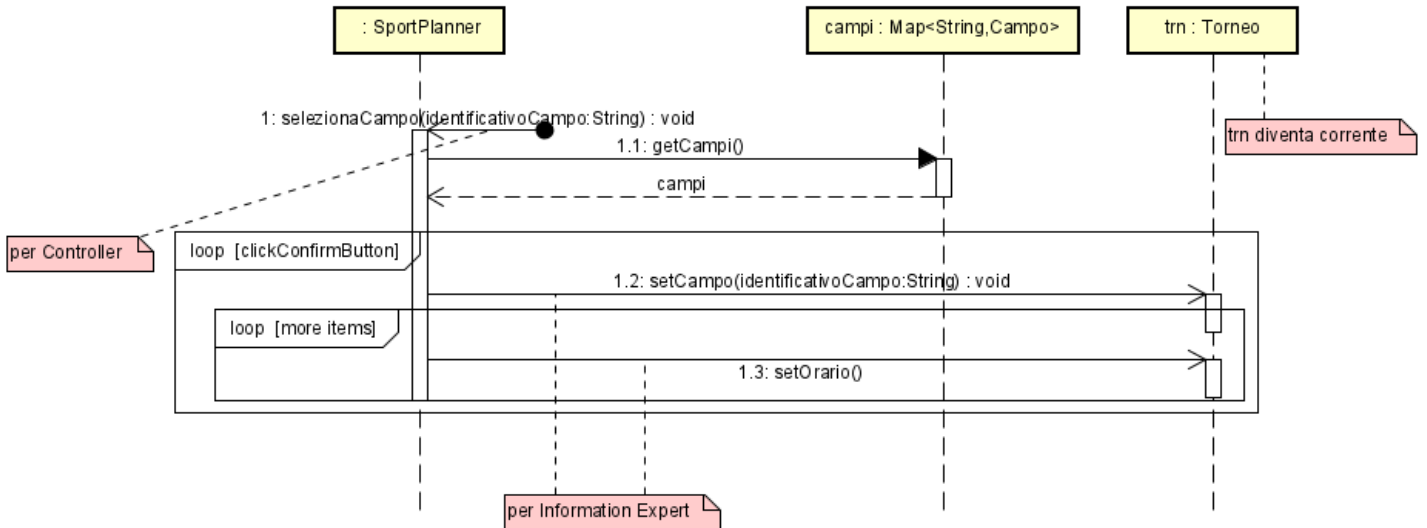 : SportPlanner
campi : Map<String,Campo>
trn : Torneo
1: selezionaCampo(identificativoCampo:String) : void
trn diventa corrente
1.1: getCampi()
campi
per Controller
loop [clickConfirmButton]
1.2: setCampo(identificativoCampo:String) : void
loop [more items]
1.3: setOrario()
per Information Expert